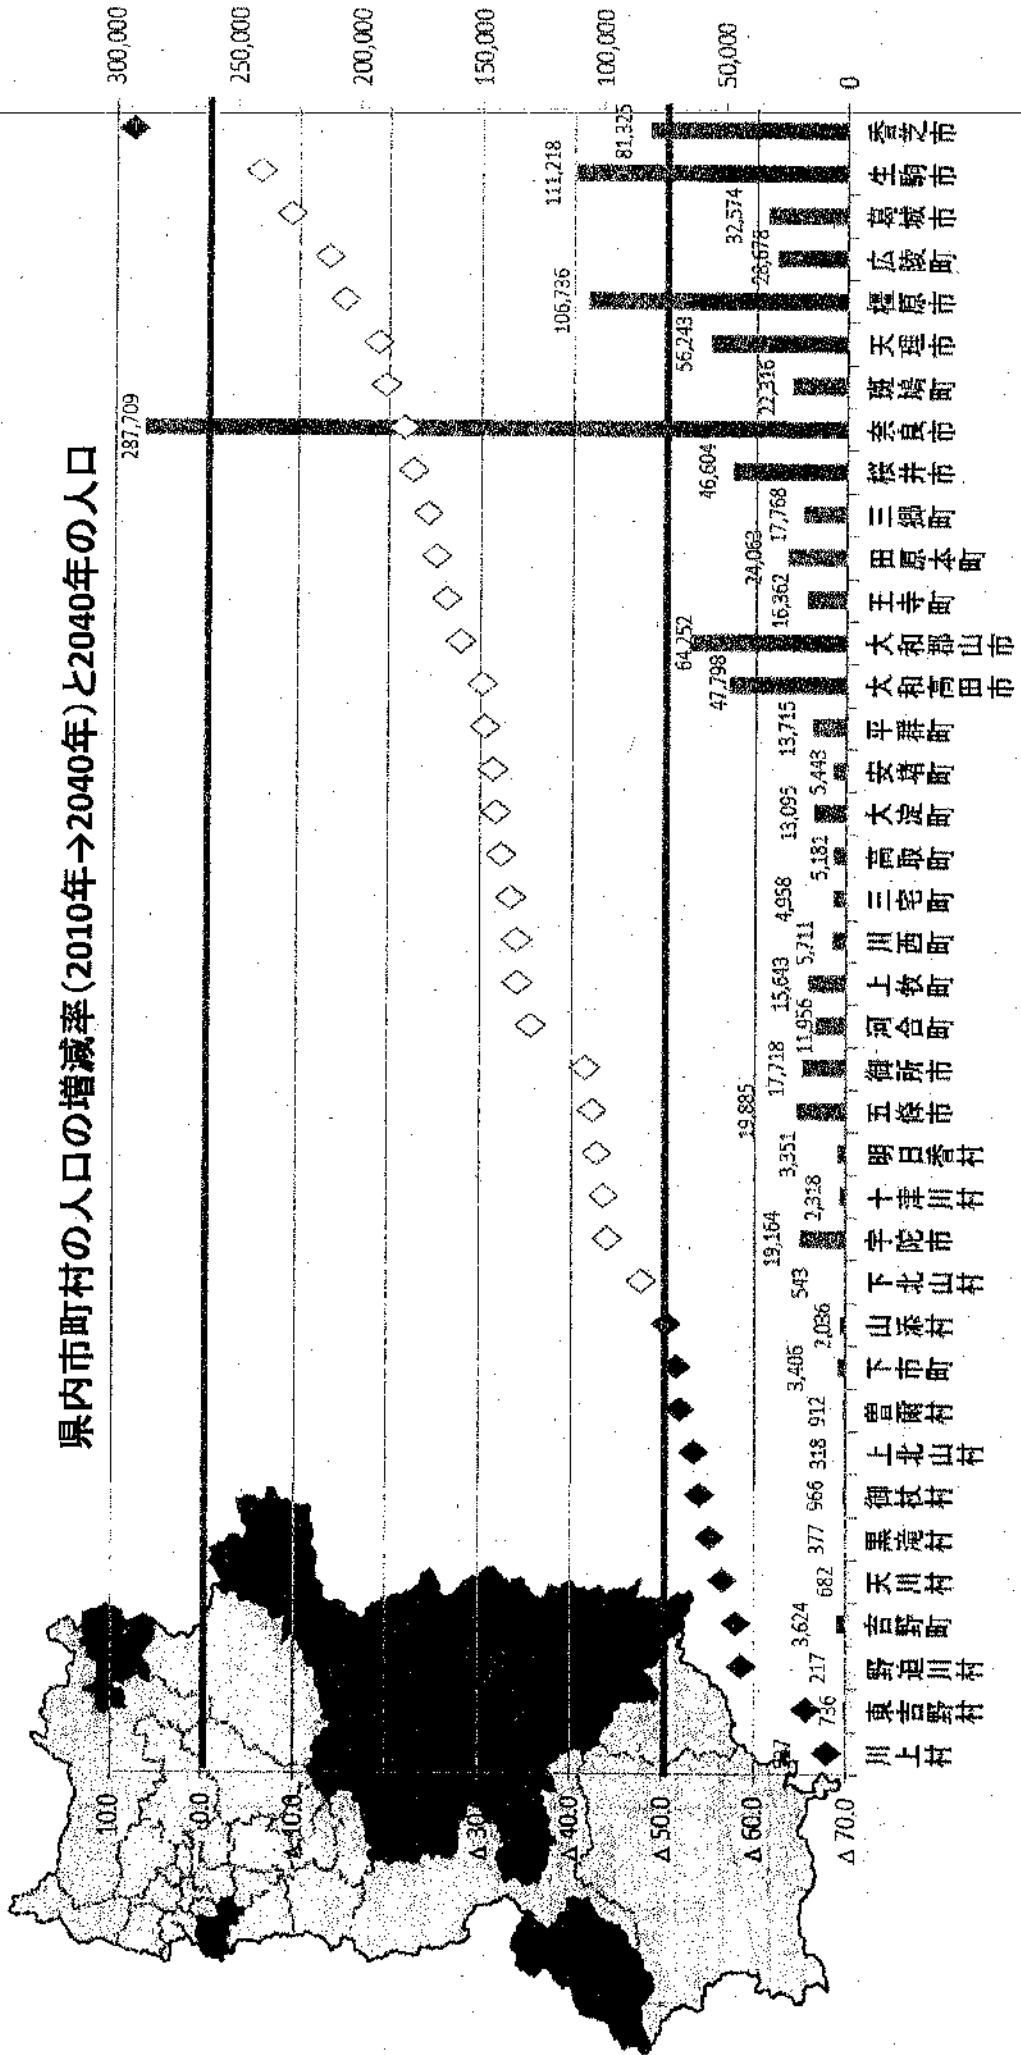 県内市町村の人口の増減率(2010年→2040年)と2040年の人口
10.0
0.0
Δ 10.0
Δ 30
Δ 40.0
Δ 50.0
Δ 60.0
Δ 70.0
300,000
250,000
200,000
150,000
100,000
50,000
0
736
217
3,624
682
377
966
318
912
3,406
2,036
543
19,164
2,318
3,351
19,885
17,718
11,956
15,643
5,711
4,958
5,181
13,095
5,443
13,715
47,798
64,252
16,362
24,063
17,768
46,604
287,709
22,316
56,243
106,736
28,678
32,574
111,218
81,325
川上村
東吉野村
野迫川村
吉野町
天川村
黒滝村
御杖村
上北山村
曽爾村
下市町
山添村
下北山村
宇陀市
十津川村
明日香村
五條市
御所市
河合町
上牧町
川西町
三宅町
高取町
大淀町
安堵町
平群町
大和高田市
大和郡山市
王寺町
田原本町
三郷町
桜井市
奈良市
斑鳩町
天理市
橿原市
広陵町
葛城市
生駒市
香芝市